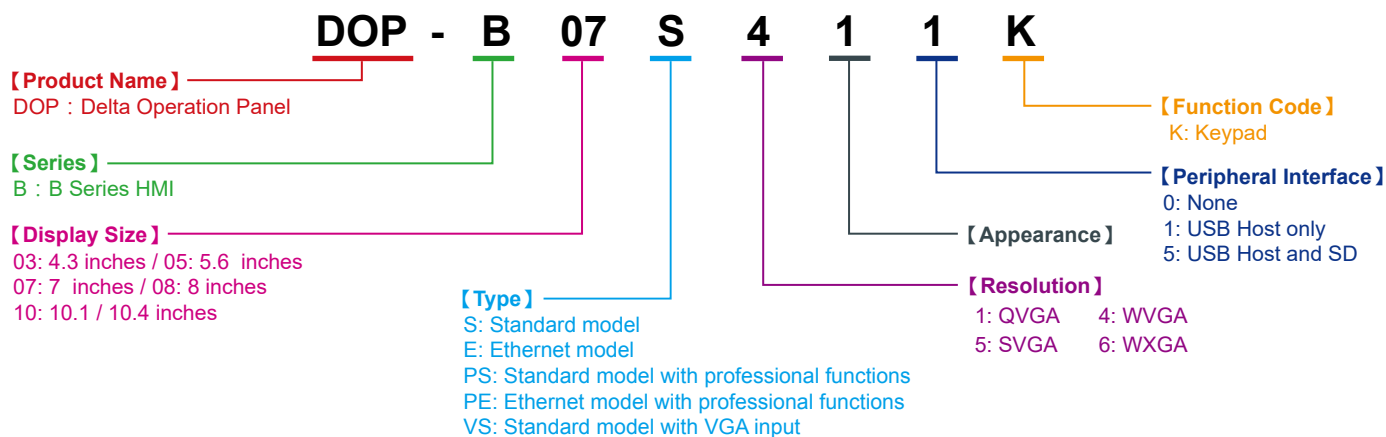 DOP - B 07 S 4 1 1 K
【Product Name】
DOP : Delta Operation Panel
【Series】
B : B Series HMI
【Display Size】
03: 4.3 inches / 05: 5.6 inches
07: 7 inches / 08: 8 inches
10: 10.1 / 10.4 inches
【Type】
S: Standard model
E: Ethernet model
PS: Standard model with professional functions
PE: Ethernet model with professional functions
VS: Standard model with VGA input
【Resolution】
1: QVGA 4: WVGA
5: SVGA 6: WXGA
【Appearance】
【Peripheral Interface】
0: None
1: USB Host only
5: USB Host and SD
【Function Code】
K: Keypad